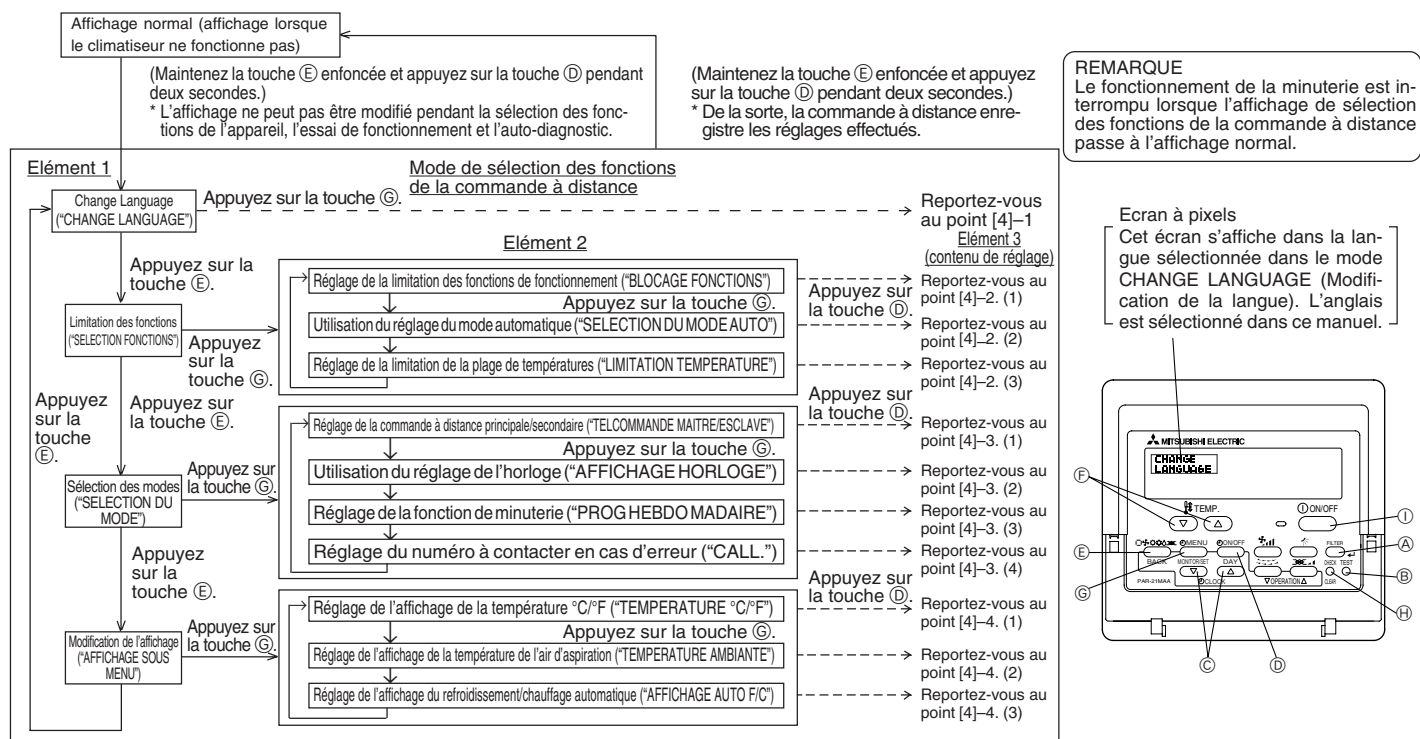 Affichage normal (affichage lorsque
le climatiseur ne fonctionne pas)
(Maintenez la touche Ⓔ enfoncée et appuyez sur la touche Ⓓ pendant
deux secondes.)
* L'affichage ne peut pas être modifié pendant la sélection des fonc-
tions de l'appareil, l'essai de fonctionnement et l'auto-diagnostic.
(Maintenez la touche Ⓔ enfoncée et appuyez
sur la touche Ⓓ pendant deux secondes.)
* De la sorte, la commande à distance enre-
gistre les réglages effectués.
REMARQUE
Le fonctionnement de la minuterie est in-
terrompu lorsque l'affichage de sélection
des fonctions de la commande à distance
passe à l'affichage normal.
Elément 1
Mode de sélection des fonctions
de la commande à distance
Change Language
("CHANGE LANGUAGE")
Appuyez sur la touche Ⓖ.
Reportez-vous
au point [4]–1
Elément 2
Elément 3
(contenu de réglage)
Appuyez sur la
touche Ⓔ.
Limitation des fonctions
("SELECTION FONCTIONS")
Appuyez
sur la
touche Ⓖ.
Réglage de la limitation des fonctions de fonctionnement ("BLOCAGE FONCTIONS")
Appuyez sur la touche Ⓖ.
Utilisation du réglage du mode automatique ("SELECTION DU MODE AUTO")
Réglage de la limitation de la plage de températures ("LIMITATION TEMPERATURE")
Appuyez sur
la touche Ⓓ.
Reportez-vous au
point [4]–2. (1)
Reportez-vous au
point [4]–2. (2)
Reportez-vous au
point [4]–2. (3)
Appuyez
sur la
touche
Ⓔ.
Appuyez sur
la touche Ⓔ.
Sélection des modes
("SELECTION DU
MODE")
Appuyez sur
la touche Ⓖ.
Réglage de la commande à distance principale/secondaire ("TELCOMMANDE MAITRE/ESCLAVE")
Appuyez sur la touche Ⓖ.
Utilisation du réglage de l'horloge ("AFFICHAGE HORLOGE")
Réglage de la fonction de minuterie ("PROG HEBDO MADAIRE")
Réglage du numéro à contacter en cas d'erreur ("CALL.")
Appuyez sur
la touche Ⓓ.
Reportez-vous au
point [4]–3. (1)
Reportez-vous au
point [4]–3. (2)
Reportez-vous au
point [4]–3. (3)
Reportez-vous au
point [4]–3. (4)
Appuyez
sur la
touche Ⓔ.
Modification de l'affichage
("AFFICHAGE SOUS
MENU")
Appuyez sur
la touche Ⓖ.
Réglage de l'affichage de la température °C/°F ("TEMPERATURE °C/°F")
Appuyez sur la touche Ⓖ.
Réglage de l'affichage de la température de l'air d'aspiration ("TEMPERATURE AMBIANTE")
Réglage de l'affichage du refroidissement/chauffage automatique ("AFFICHAGE AUTO F/C")
Appuyez sur
la touche Ⓓ.
Reportez-vous au
point [4]–4. (1)
Reportez-vous au
point [4]–4. (2)
Reportez-vous au
point [4]–4. (3)
Ecran à pixels
Cet écran s'affiche dans la lan-
gue sélectionnée dans le mode
CHANGE LANGUAGE (Modifi-
cation de la langue). L'anglais
est sélectionné dans ce manuel.
MITSUBISHI ELECTRIC
CHANGE
LANGUAGE
TEMP.
ON/OFF
MENU
ON/OFF
FILTER
BACK
MONITOR/SET
DAY
CHECK
TEST
PAR-21MAA
CLOCK
OPERATION
CLEAR
Ⓕ
Ⓔ
Ⓖ
Ⓒ
Ⓓ
Ⓘ
Ⓐ
Ⓑ
Ⓗ